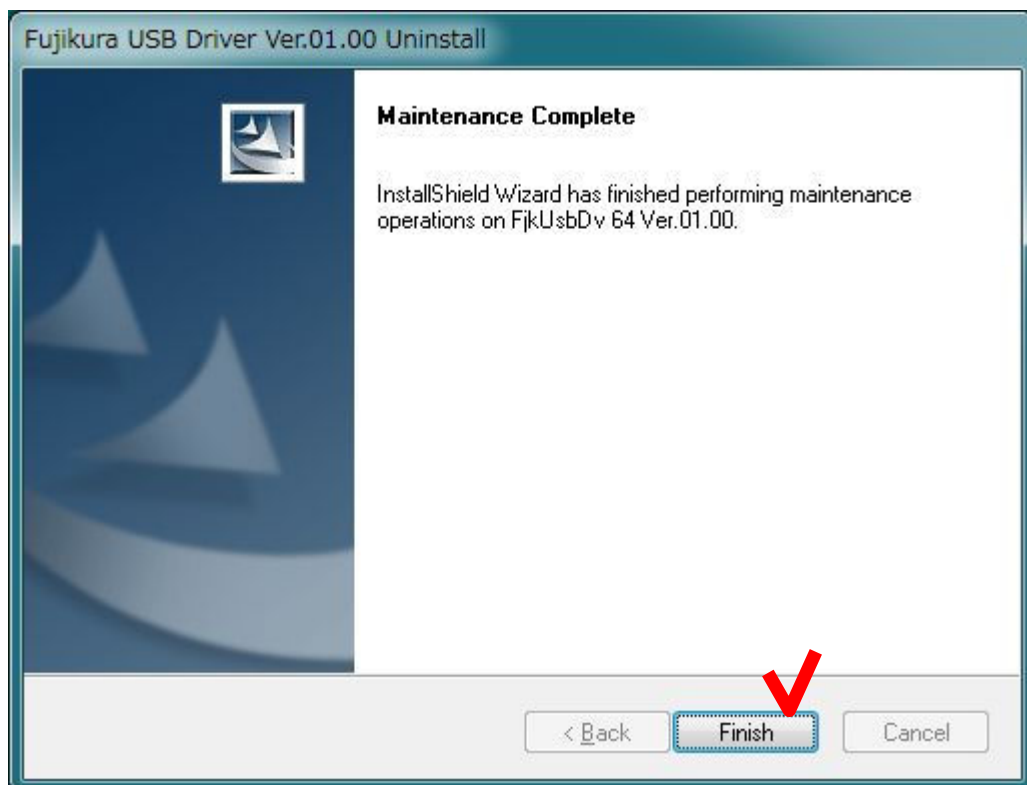 Fujikura USB Driver Ver.01.00 Uninstall
Maintenance Complete
InstallShield Wizard has finished performing maintenance
operations on FjkUsbDv 64 Ver.01.00.
< Back Finish Cancel